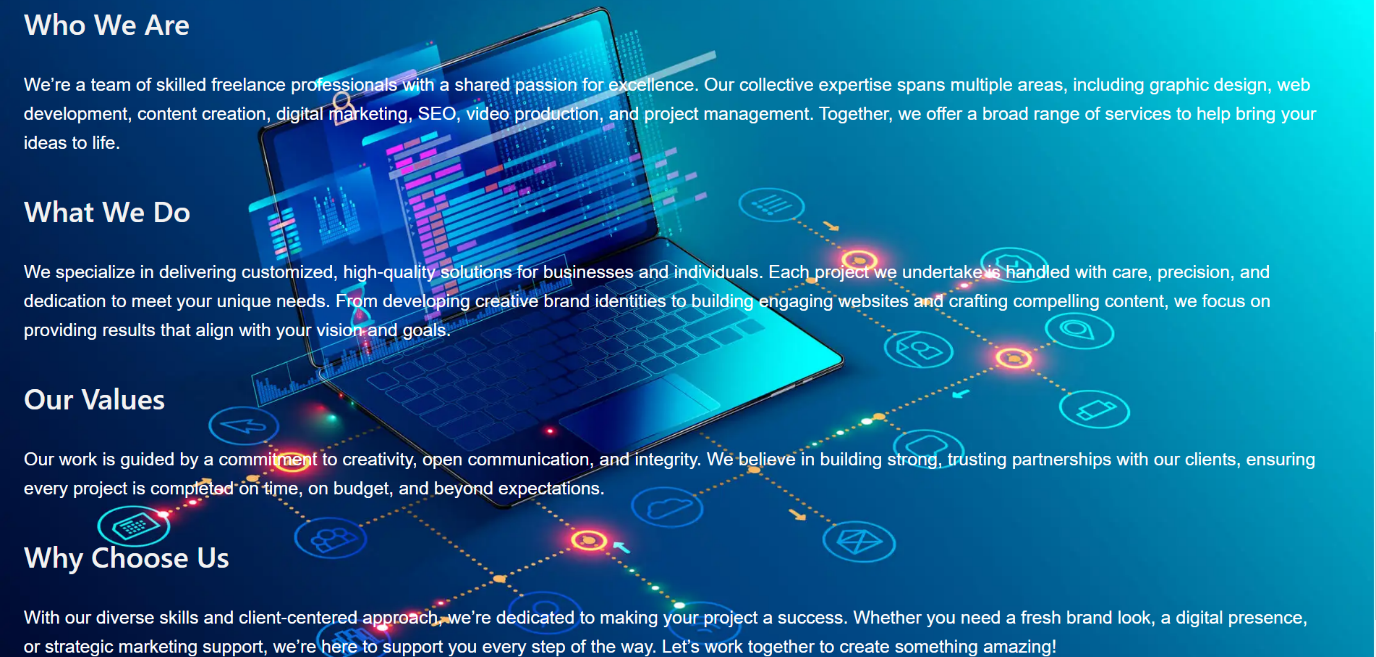 Who We Are
We’re a team of skilled freelance professionals with a shared passion for excellence. Our collective expertise spans multiple areas, including graphic design, web
development, content creation, digital marketing, SEO, video production, and project management. Together, we offer a broad range of services to help bring your
ideas to life.
What We Do
We specialize in delivering customized, high-quality solutions for businesses and individuals. Each project we undertake is handled with care, precision, and
dedication to meet your unique needs. From developing creative brand identities to building engaging websites and crafting compelling content, we focus on
providing results that align with your vision and goals.
Our Values
Our work is guided by a commitment to creativity, open communication, and integrity. We believe in building strong, trusting partnerships with our clients, ensuring
every project is completed on time, on budget, and beyond expectations.
Why Choose Us
With our diverse skills and client-centered approach, we’re dedicated to making your project a success. Whether you need a fresh brand look, a digital presence,
or strategic marketing support, we’re here to support you every step of the way. Let’s work together to create something amazing!